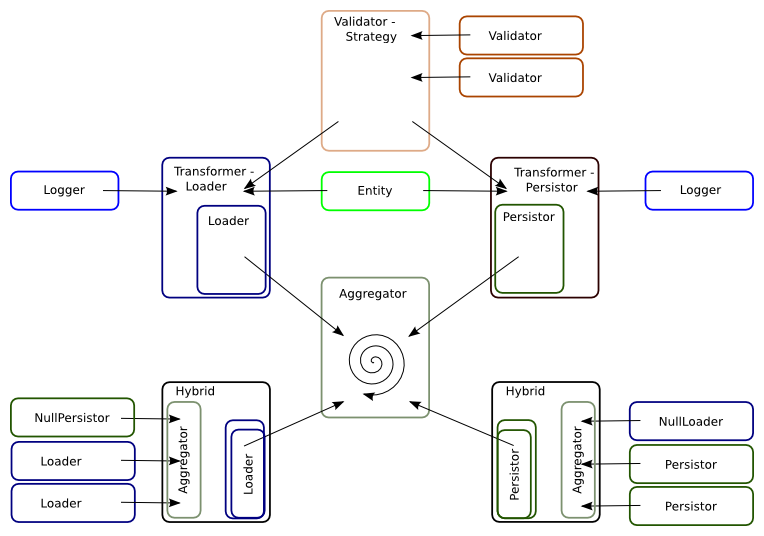 Validator -
Strategy
Validator
Validator
Logger
Transformer -
Loader
Loader
Entity
Transformer -
Persistor
Persistor
Logger
Aggregator
Hybrid
NullPersistor
Loader
Loader
Aggregator
Loader
Hybrid
Persistor
Aggregator
NullLoader
Persistor
Persistor